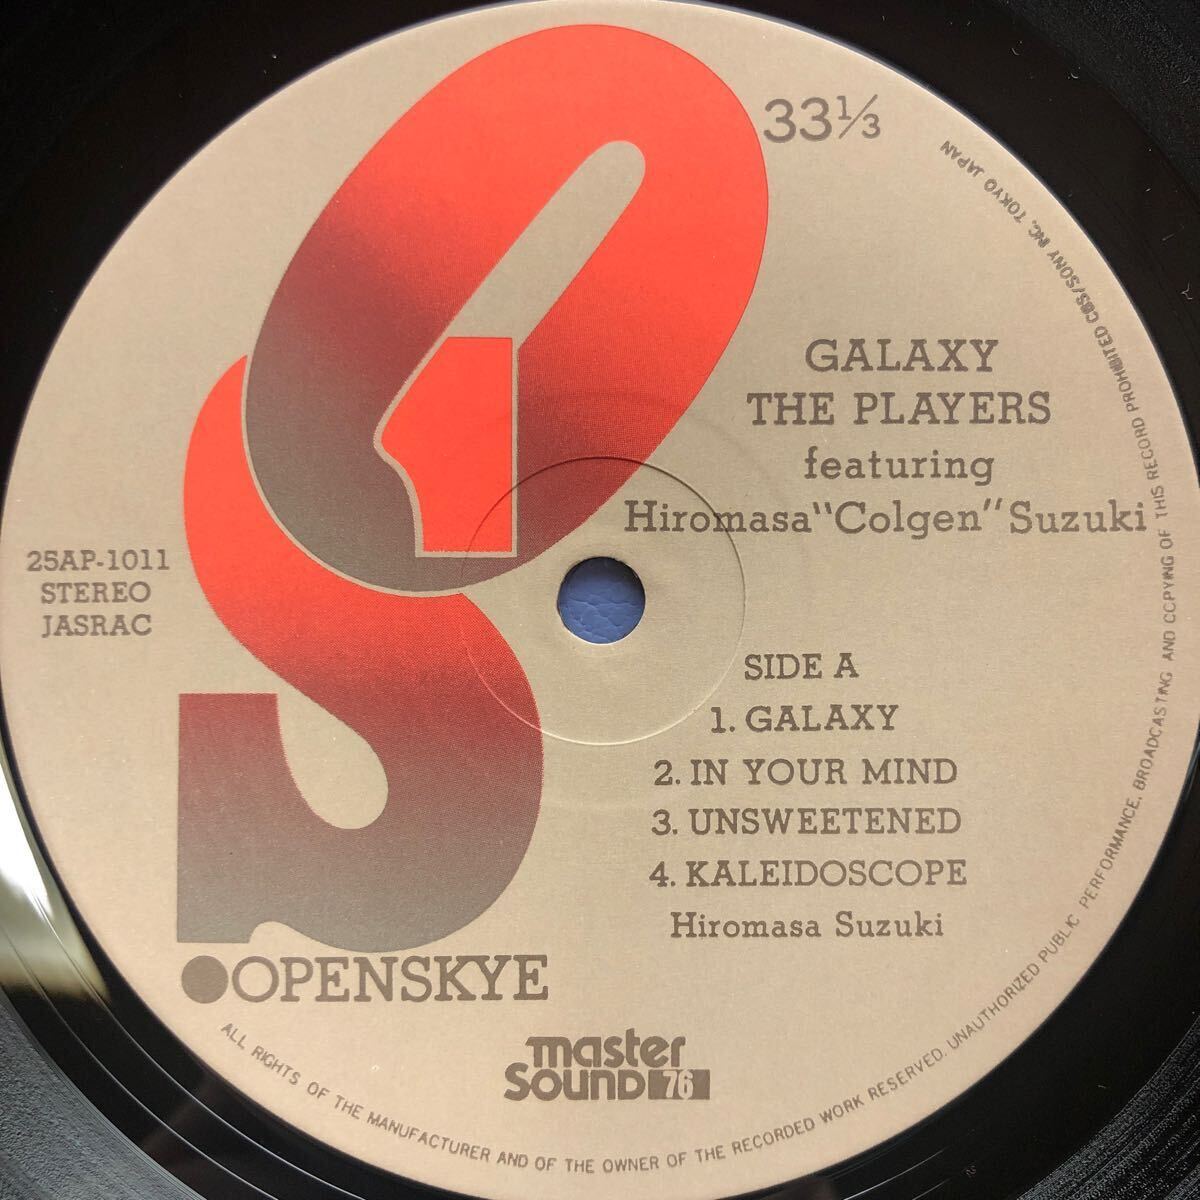 33⅓
GALAXY
THE PLAYERS
featuring
Hiromasa"Colgen"Suzuki
25AP-1011
STEREO
JASRAC
SIDE A
1. GALAXY
2. IN YOUR MIND
3. UNSWEETENED
4. KALEIDOSCOPE
Hiromasa Suzuki
OPENSKYE
master
Sound 76
ALL RIGHTS OF THE MANUFACTURER AND OF THE OWNER OF THE RECORDED WORK RESERVED. UNAUTHORIZED PUBLIC PERFORMANCE, BROADCASTING AND COPYING OF THIS RECORD PROHIBITED CBS/SONY INC. TOKYO JAPAN